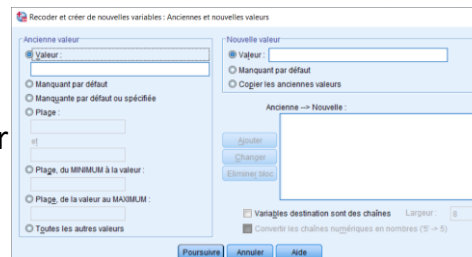 Recoder et créer de nouvelles variables : Anciennes et nouvelles valeurs
Ancienne valeur
Valeur :
Manquant par défaut
Manquante par défaut ou spécifiée
Plage :
et
Plage, du MINIMUM à la valeur :
Plage, de la valeur au MAXIMUM :
Toutes les autres valeurs
Nouvelle valeur
Valeur :
Manquant par défaut
Copier les anciennes valeurs
Ancienne --> Nouvelle :
Ajouter
Changer
Eliminer bloc
Variables destination sont des chaînes Largeur : 8
Convertir les chaînes numériques en nombres ('5' -> 5)
Poursuivre Annuler Aide
r